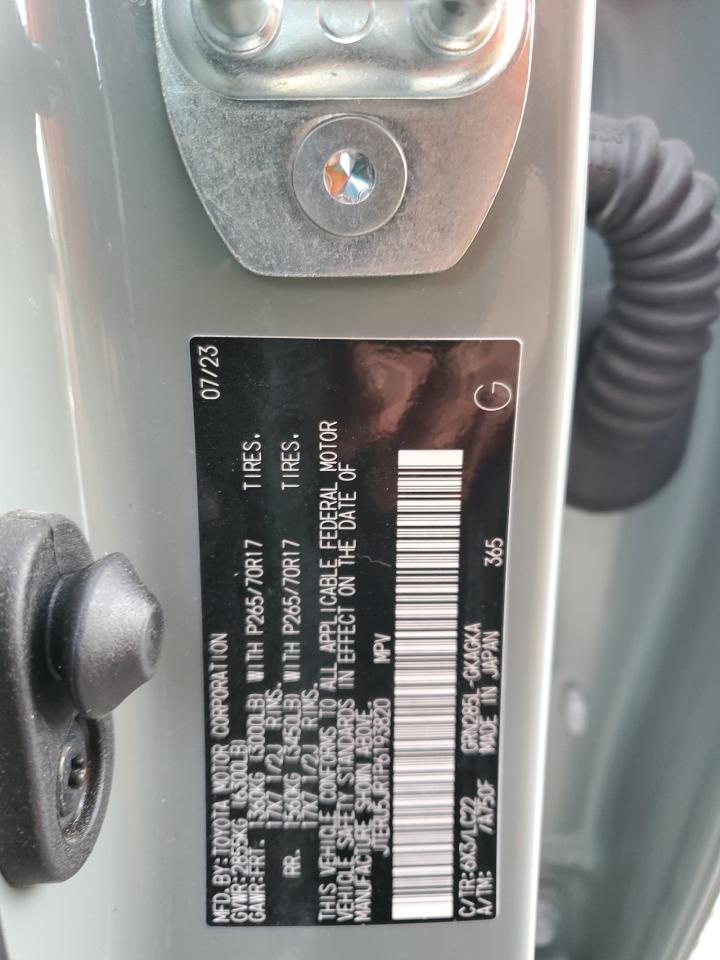 MFD.BY:TOYOTA MOTOR CORPORATION 07/23
GVWR:2855KG (6300LB)
GAWR:FRT. 1360KG (3000LB) WITH P265/70R17 TIRES.
17X7 1/2J RIMS.
RR. 1560KG (3450LB) WITH P265/70R17 TIRES.
17X7 1/2J RIMS.
THIS VEHICLE CONFORMS TO ALL APPLICABLE FEDERAL MOTOR
VEHICLE SAFETY STANDARDS IN EFFECT ON THE DATE OF
MANUFACTURE SHOWN ABOVE.
MPV
C/TR:6X3/LC22 GRN285L-GKAGKA
A/TM: /A750F MADE IN JAPAN 365
G